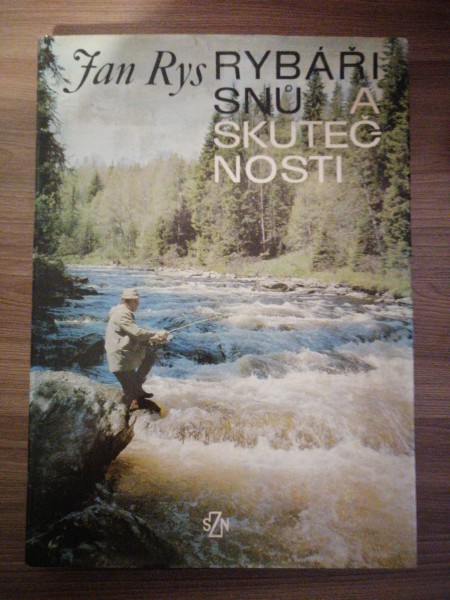 Jan Rys RYBÁŘI
SNŮ A
SKUTEČ-
NOSTI
SZN